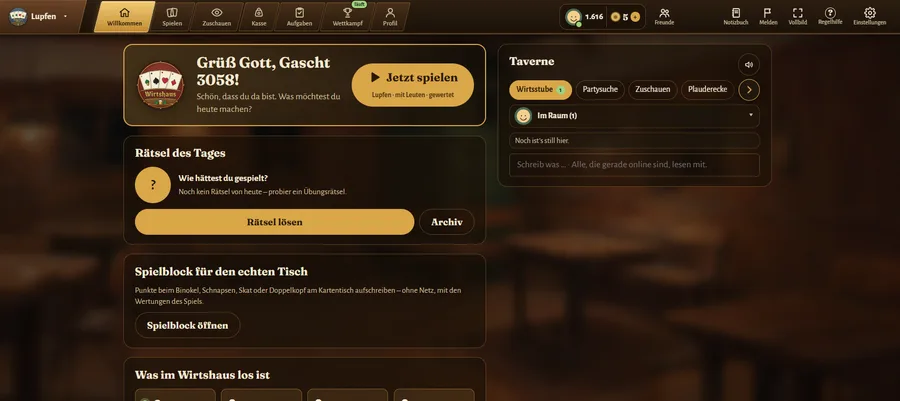 Lupfen
Willkommen
Spielen
Zuschauen
Kasse
Aufgaben
läuft
Wettkampf
Profil
1.616
5
Freunde
Notizbuch
Melden
Vollbild
Regelhilfe
Einstellungen
Wirtshaus
Grüß Gott, Gascht
3058!
Schön, dass du da bist. Was möchtest du
heute machen?
Jetzt spielen
Lupfen · mit Leuten · gewertet
Rätsel des Tages
?
Wie hättest du gespielt?
Noch kein Rätsel von heute – probier ein Übungsrätsel.
Rätsel lösen
Archiv
Spielblock für den echten Tisch
Punkte beim Binokel, Schnapsen, Skat oder Doppelkopf am Kartentisch aufschreiben – ohne Netz, mit den
Wertungen des Spiels.
Spielblock öffnen
Was im Wirtshaus los ist
Taverne
Wirtsstube 1
Partysuche
Zuschauen
Plauderecke
Im Raum (1)
Noch ist's still hier.
Schreib was … · Alle, die gerade online sind, lesen mit.